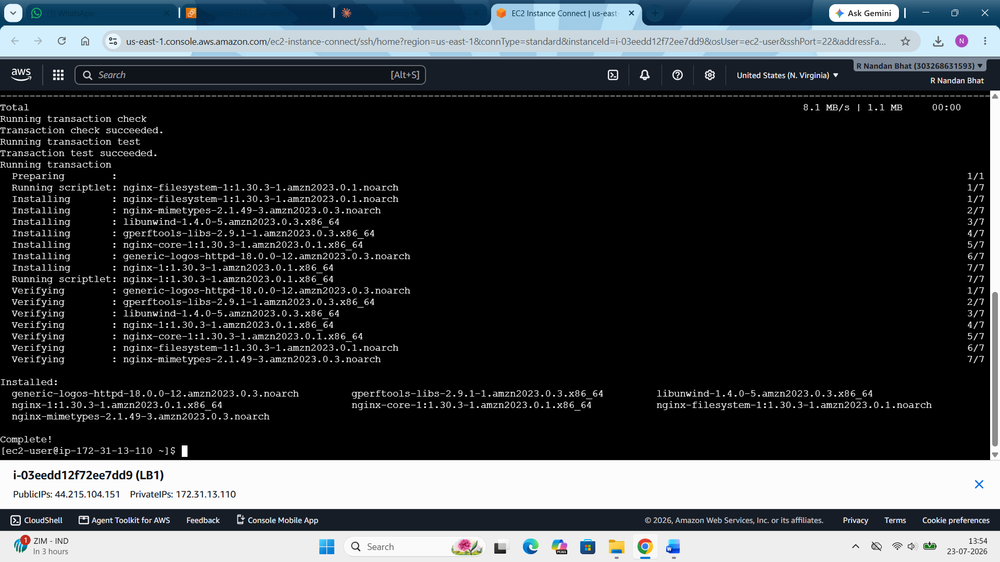 (1) WhatsApp
EC2 Instance Connect | us-east-
Ask Gemini
us-east-1.console.aws.amazon.com/ec2-instance-connect/ssh/home?region=us-east-1&connType=standard&instanceId=i-03eedd12f72ee7dd9&osUser=ec2-user&sshPort=22&addressFa...
N
aws
Search [Alt+S]
United States (N. Virginia) ▼
R Nandan Bhat (303268631593) ▼
R Nandan Bhat
Total 8.1 MB/s | 1.1 MB 00:00
Running transaction check
Transaction check succeeded.
Running transaction test
Transaction test succeeded.
Running transaction
Preparing : 1/1
Running scriptlet: nginx-filesystem-1:1.30.3-1.amzn2023.0.1.noarch 1/7
Installing : nginx-filesystem-1:1.30.3-1.amzn2023.0.1.noarch 1/7
Installing : nginx-mimetypes-2.1.49-3.amzn2023.0.3.noarch 2/7
Installing : libunwind-1.4.0-5.amzn2023.0.3.x86_64 3/7
Installing : gperftools-libs-2.9.1-1.amzn2023.0.3.x86_64 4/7
Installing : nginx-core-1:1.30.3-1.amzn2023.0.1.x86_64 5/7
Installing : generic-logos-httpd-18.0.0-12.amzn2023.0.3.noarch 6/7
Installing : nginx-1:1.30.3-1.amzn2023.0.1.x86_64 7/7
Running scriptlet: nginx-1:1.30.3-1.amzn2023.0.1.x86_64 7/7
Verifying : generic-logos-httpd-18.0.0-12.amzn2023.0.3.noarch 1/7
Verifying : gperftools-libs-2.9.1-1.amzn2023.0.3.x86_64 2/7
Verifying : libunwind-1.4.0-5.amzn2023.0.3.x86_64 3/7
Verifying : nginx-1:1.30.3-1.amzn2023.0.1.x86_64 4/7
Verifying : nginx-core-1:1.30.3-1.amzn2023.0.1.x86_64 5/7
Verifying : nginx-filesystem-1:1.30.3-1.amzn2023.0.1.noarch 6/7
Verifying : nginx-mimetypes-2.1.49-3.amzn2023.0.3.noarch 7/7
Installed:
generic-logos-httpd-18.0.0-12.amzn2023.0.3.noarch gperftools-libs-2.9.1-1.amzn2023.0.3.x86_64 libunwind-1.4.0-5.amzn2023.0.3.x86_64
nginx-1:1.30.3-1.amzn2023.0.1.x86_64 nginx-core-1:1.30.3-1.amzn2023.0.1.x86_64 nginx-filesystem-1:1.30.3-1.amzn2023.0.1.noarch
nginx-mimetypes-2.1.49-3.amzn2023.0.3.noarch
Complete!
[ec2-user@ip-172-31-13-110 ~]$
i-03eedd12f72ee7dd9 (LB1)
PublicIPs: 44.215.104.151 PrivateIPs: 172.31.13.110
CloudShell Agent Toolkit for AWS Feedback Console Mobile App © 2026, Amazon Web Services, Inc. or its affiliates. Privacy Terms Cookie preferences
1
ZIM - IND
In 3 hours
Search
M365
W
13:54
23-07-2026